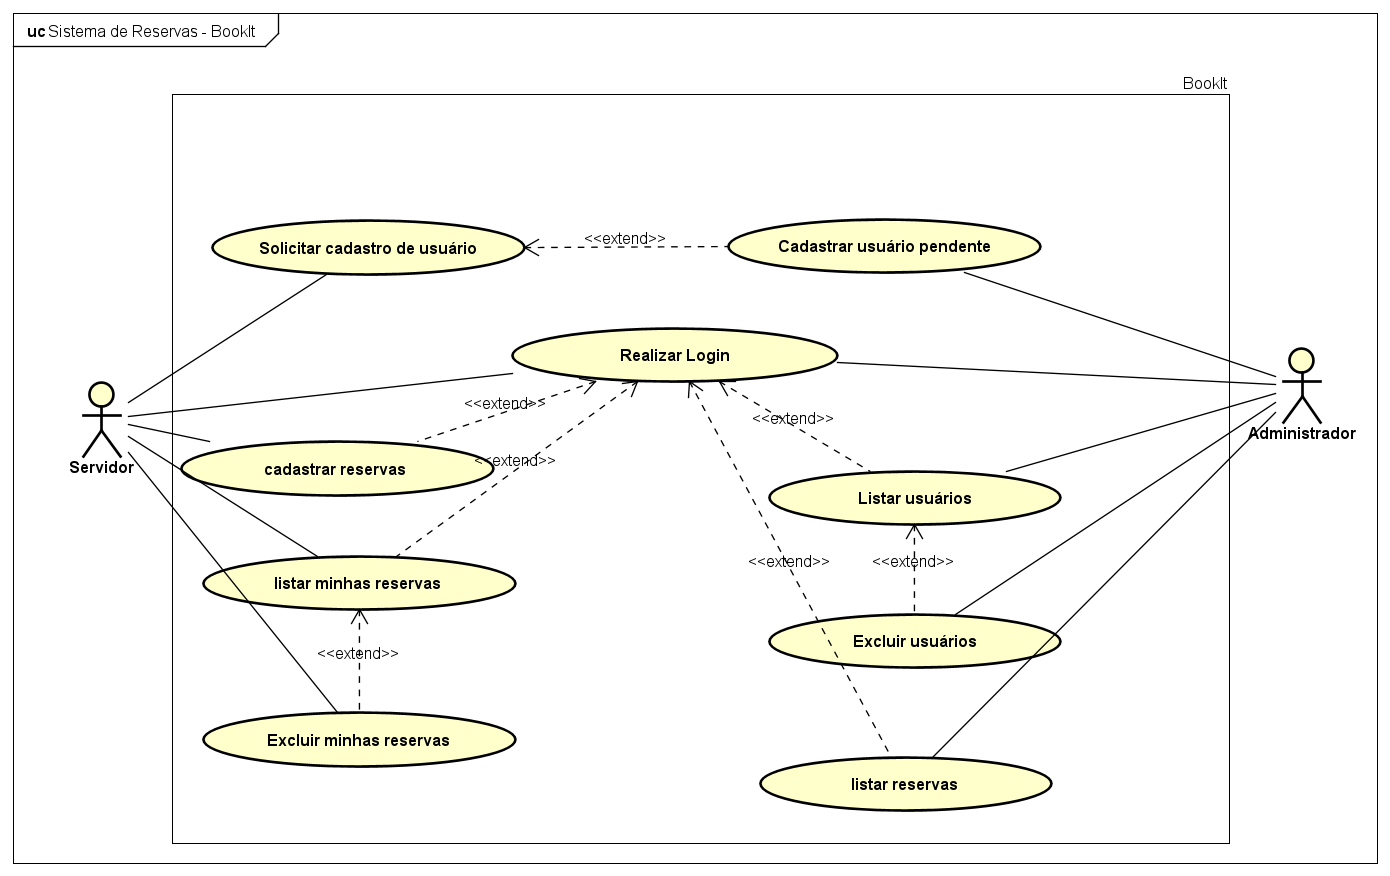 uc Sistema de Reservas - BookIt
BookIt
Solicitar cadastro de usuário
<<extend>>
Cadastrar usuário pendente
Realizar Login
<<extend>>
<<extend>>
Servidor
Administrador
cadastrar reservas
<<extend>>
Listar usuários
listar minhas reservas
<<extend>>
<<extend>>
<<extend>>
Excluir usuários
Excluir minhas reservas
listar reservas